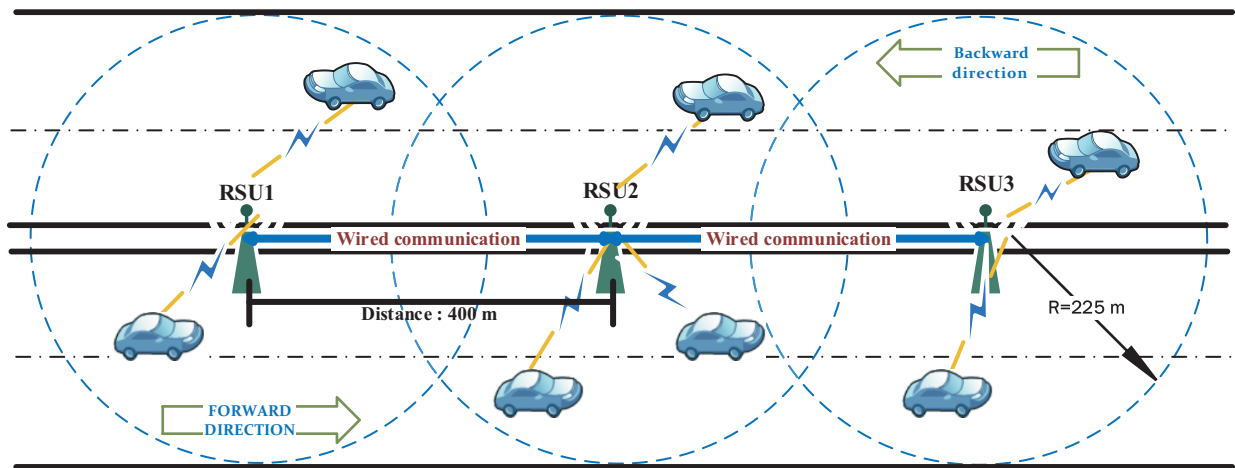 Backward
direction
RSU1
RSU2
RSU3
Wired communication
Wired communication
Distance : 400 m
R=225 m
FORWARD
DIRECTION